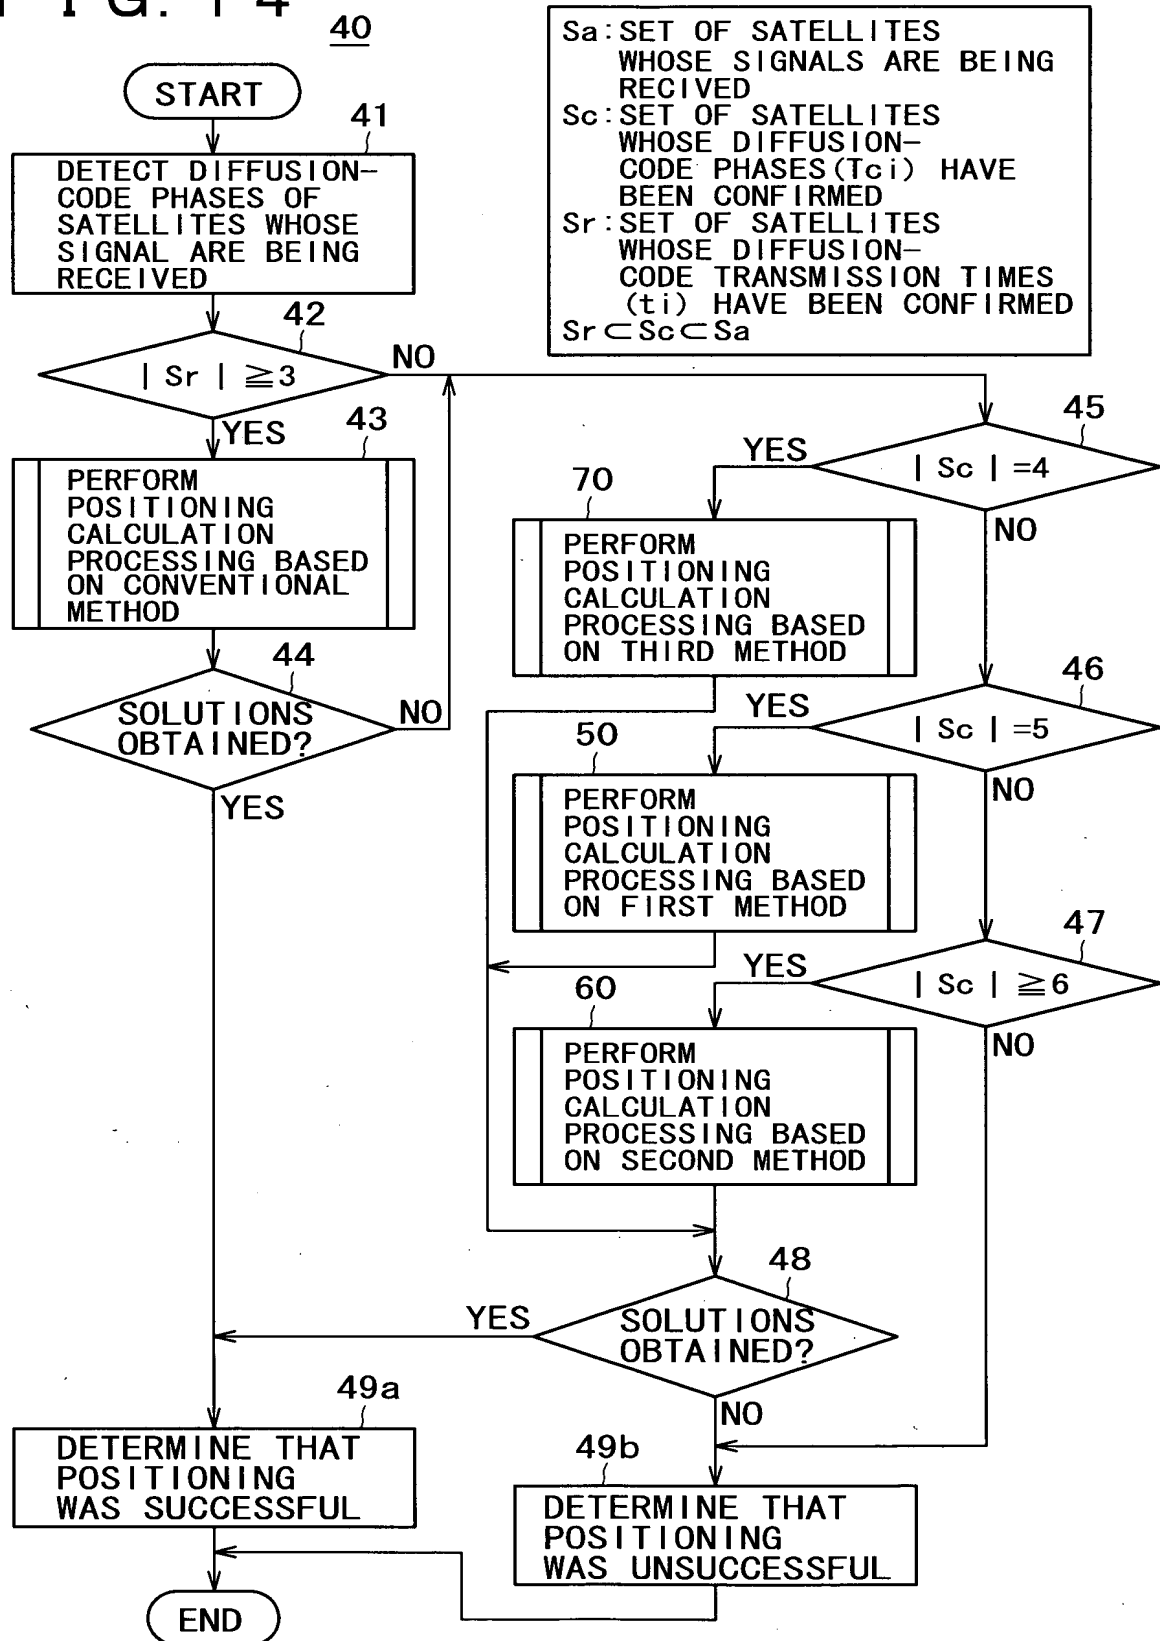 FIG. 14
40
Sa:SET OF SATELLITES
WHOSE SIGNALS ARE BEING
RECIVED
Sc:SET OF SATELLITES
WHOSE DIFFUSION-
CODE PHASES(Tci) HAVE
BEEN CONFIRMED
Sr:SET OF SATELLITES
WHOSE DIFFUSION-
CODE TRANSMISSION TIMES
(ti) HAVE BEEN CONFIRMED
Sr⊂Sc⊂Sa
START
41
DETECT DIFFUSION-
CODE PHASES OF
SATELLITES WHOSE
SIGNAL ARE BEING
RECEIVED
42
| Sr | ≧3
NO
YES
43
PERFORM
POSITIONING
CALCULATION
PROCESSING BASED
ON CONVENTIONAL
METHOD
44
SOLUTIONS
OBTAINED?
NO
YES
45
| Sc | =4
YES
NO
70
PERFORM
POSITIONING
CALCULATION
PROCESSING BASED
ON THIRD METHOD
46
| Sc | =5
YES
NO
50
PERFORM
POSITIONING
CALCULATION
PROCESSING BASED
ON FIRST METHOD
47
| Sc | ≧6
YES
NO
60
PERFORM
POSITIONING
CALCULATION
PROCESSING BASED
ON SECOND METHOD
48
SOLUTIONS
OBTAINED?
YES
NO
49a
DETERMINE THAT
POSITIONING
WAS SUCCESSFUL
49b
DETERMINE THAT
POSITIONING
WAS UNSUCCESSFUL
END